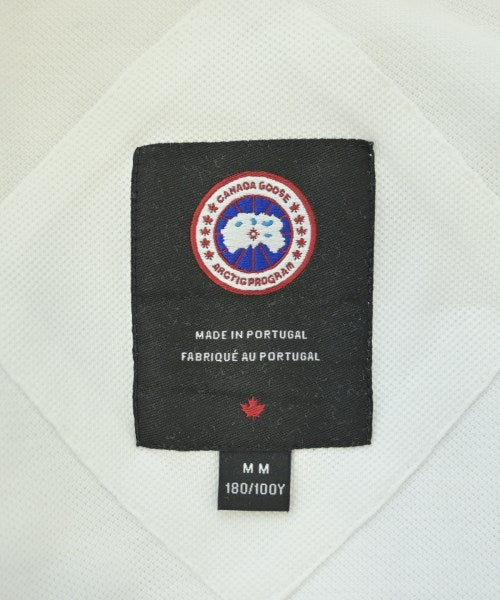 CANADA GOOSE
ARCTIC PROGRAM
MADE IN PORTUGAL
FABRIQUÉ AU PORTUGAL
M M
180/100Y